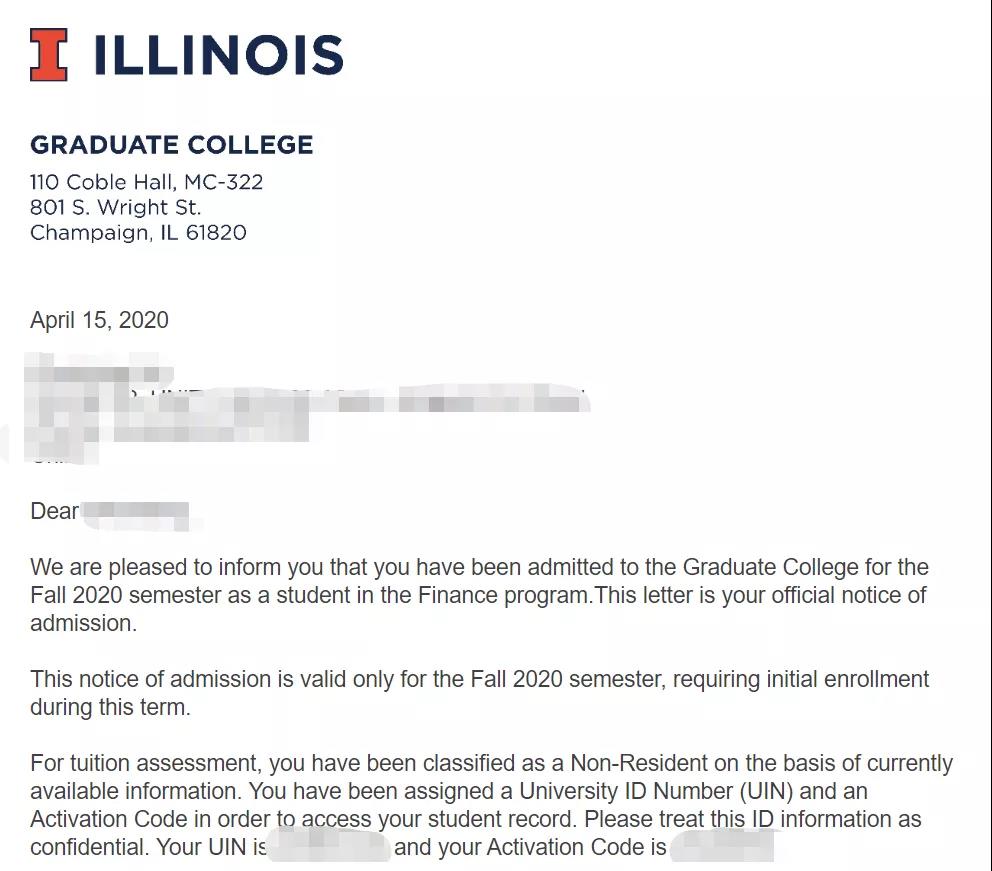 I ILLINOIS
GRADUATE COLLEGE
110 Coble Hall, MC-322
801 S. Wright St.
Champaign, IL 61820
April 15, 2020
Dear
We are pleased to inform you that you have been admitted to the Graduate College for the
Fall 2020 semester as a student in the Finance program.This letter is your official notice of
admission.
This notice of admission is valid only for the Fall 2020 semester, requiring initial enrollment
during this term.
For tuition assessment, you have been classified as a Non-Resident on the basis of currently
available information. You have been assigned a University ID Number (UIN) and an
Activation Code in order to access your student record. Please treat this ID information as
confidential. Your UIN is and your Activation Code is